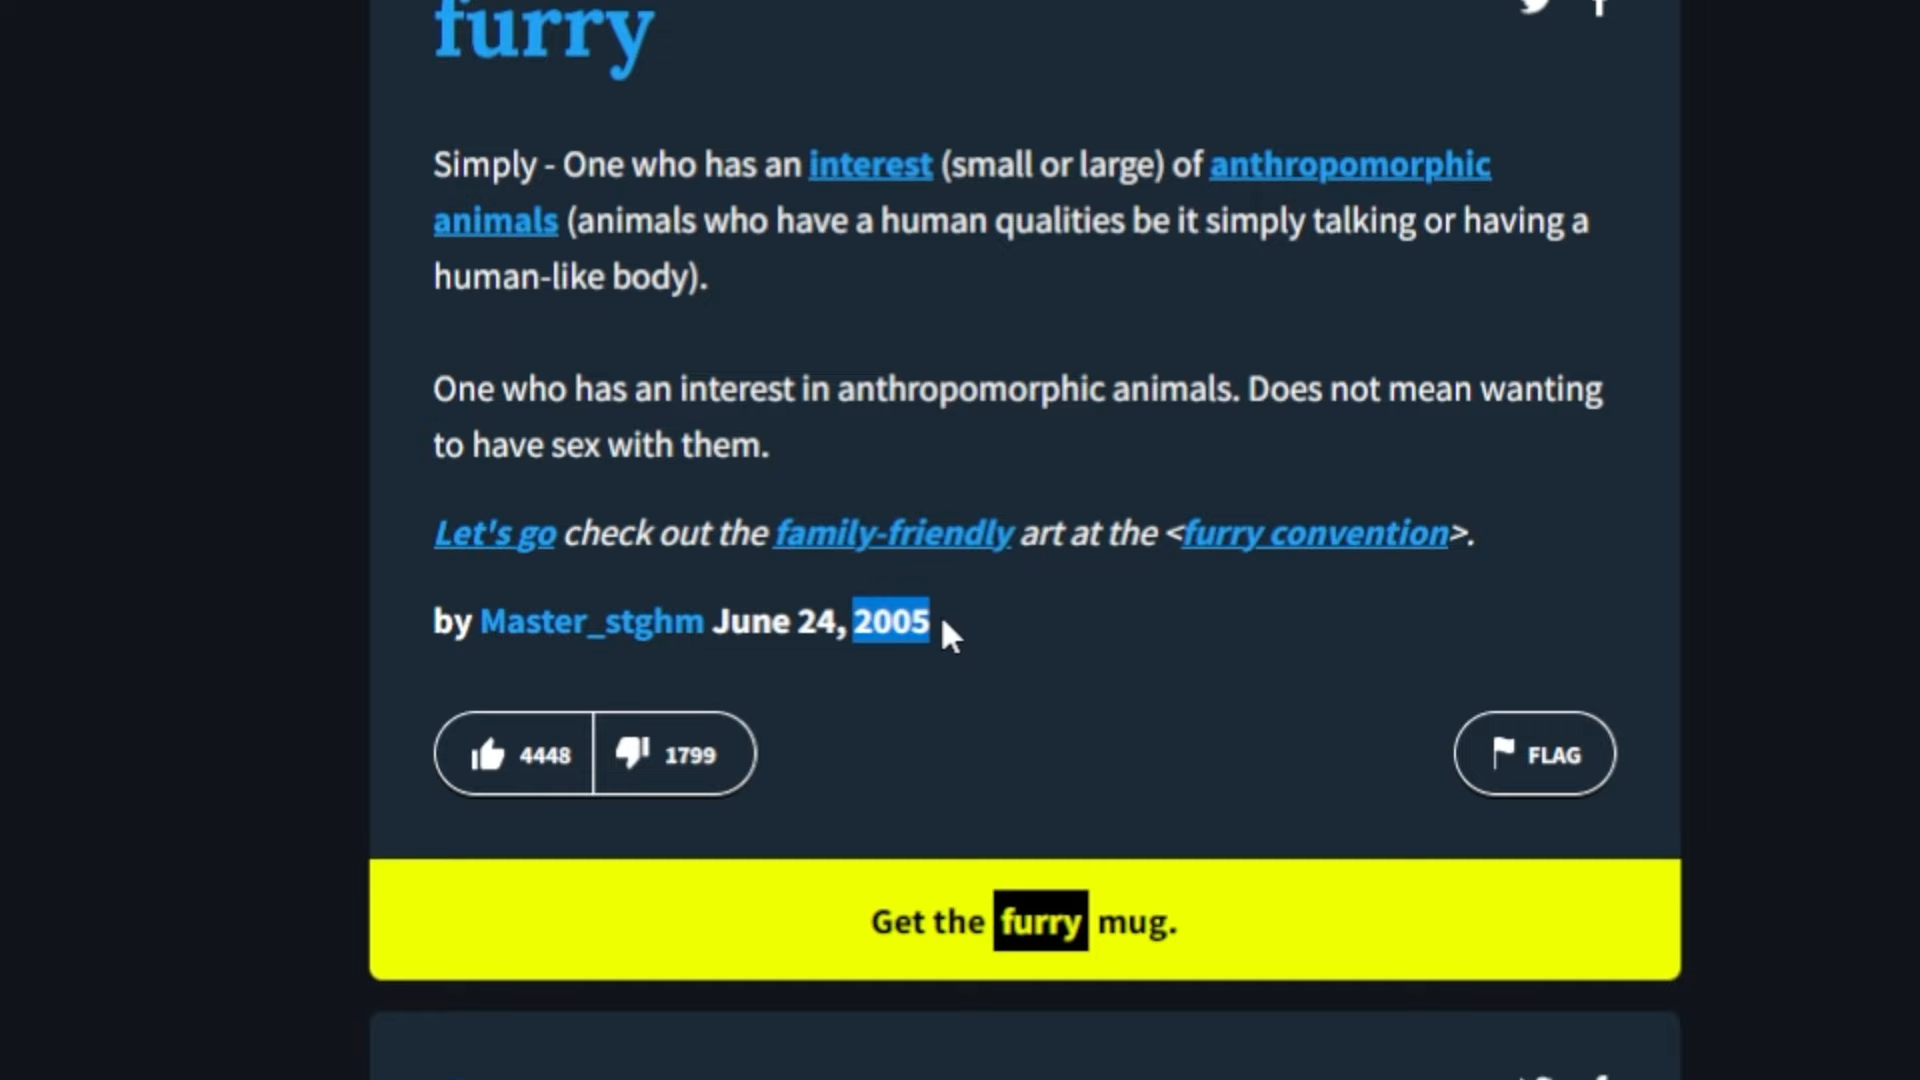 furry
Simply - One who has an interest (small or large) of anthropomorphic
animals (animals who have a human qualities be it simply talking or having a
human-like body).
One who has an interest in anthropomorphic animals. Does not mean wanting
to have sex with them.
Let's go check out the family-friendly art at the <furry convention>.
by Master_stghm June 24, 2005
4448 1799 FLAG
Get the furry mug.